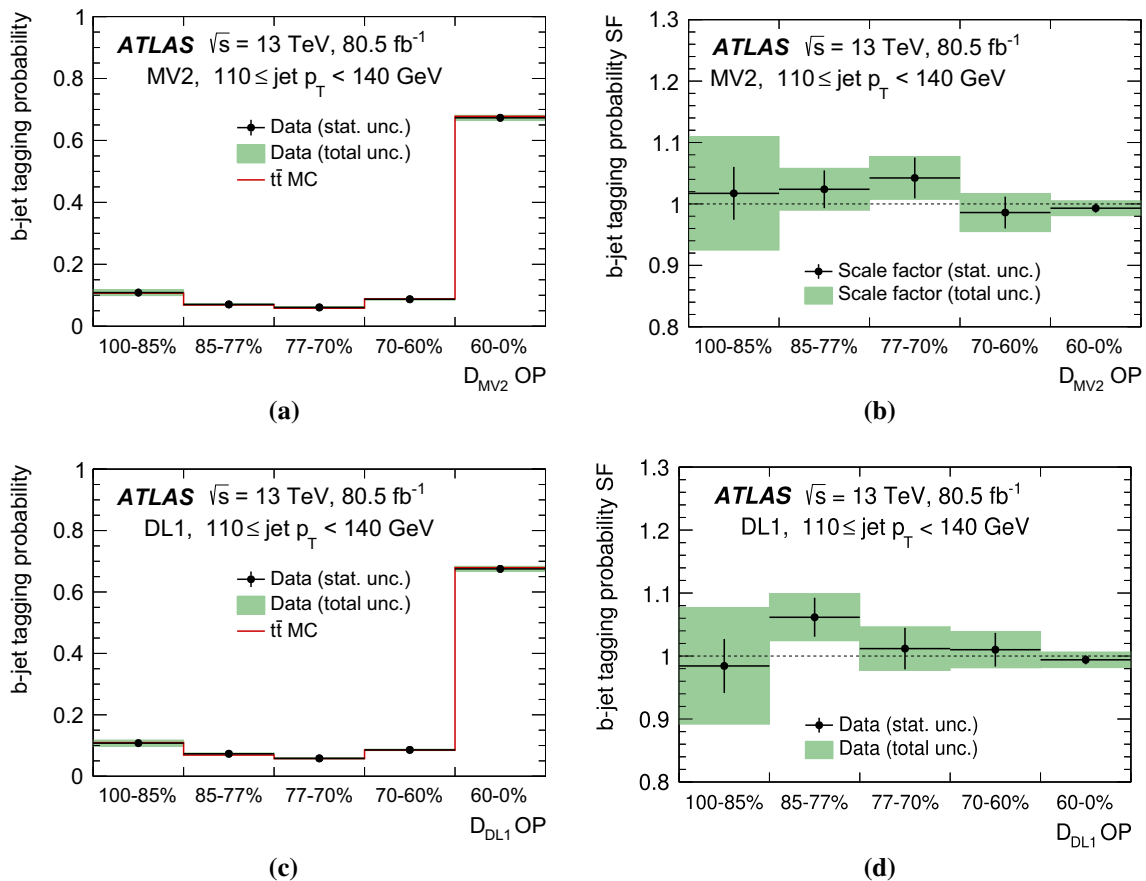 b-jet tagging probability
1
0.8
0.6
0.4
0.2
0
ATLAS √s = 13 TeV, 80.5 fb⁻¹
MV2, 110 ≤ jet p_T < 140 GeV
Data (stat. unc.)
Data (total unc.)
tt̄ MC
100-85% 85-77% 77-70% 70-60% 60-0%
D_MV2 OP
(a)
b-jet tagging probability SF
1.3
1.2
1.1
1
0.9
0.8
ATLAS √s = 13 TeV, 80.5 fb⁻¹
MV2, 110 ≤ jet p_T < 140 GeV
Scale factor (stat. unc.)
Scale factor (total unc.)
100-85% 85-77% 77-70% 70-60% 60-0%
D_MV2 OP
(b)
b-jet tagging probability
1
0.8
0.6
0.4
0.2
0
ATLAS √s = 13 TeV, 80.5 fb⁻¹
DL1, 110 ≤ jet p_T < 140 GeV
Data (stat. unc.)
Data (total unc.)
tt̄ MC
100-85% 85-77% 77-70% 70-60% 60-0%
D_DL1 OP
(c)
b-jet tagging probability SF
1.3
1.2
1.1
1
0.9
0.8
ATLAS √s = 13 TeV, 80.5 fb⁻¹
DL1, 110 ≤ jet p_T < 140 GeV
Data (stat. unc.)
Data (total unc.)
100-85% 85-77% 77-70% 70-60% 60-0%
D_DL1 OP
(d)